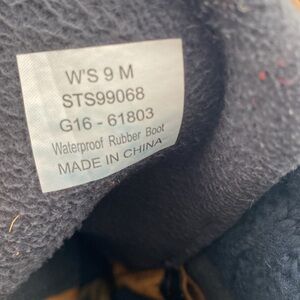 W'S 9 M
STS99068
G16 - 61803
Waterproof Rubber Boot
MADE IN CHINA